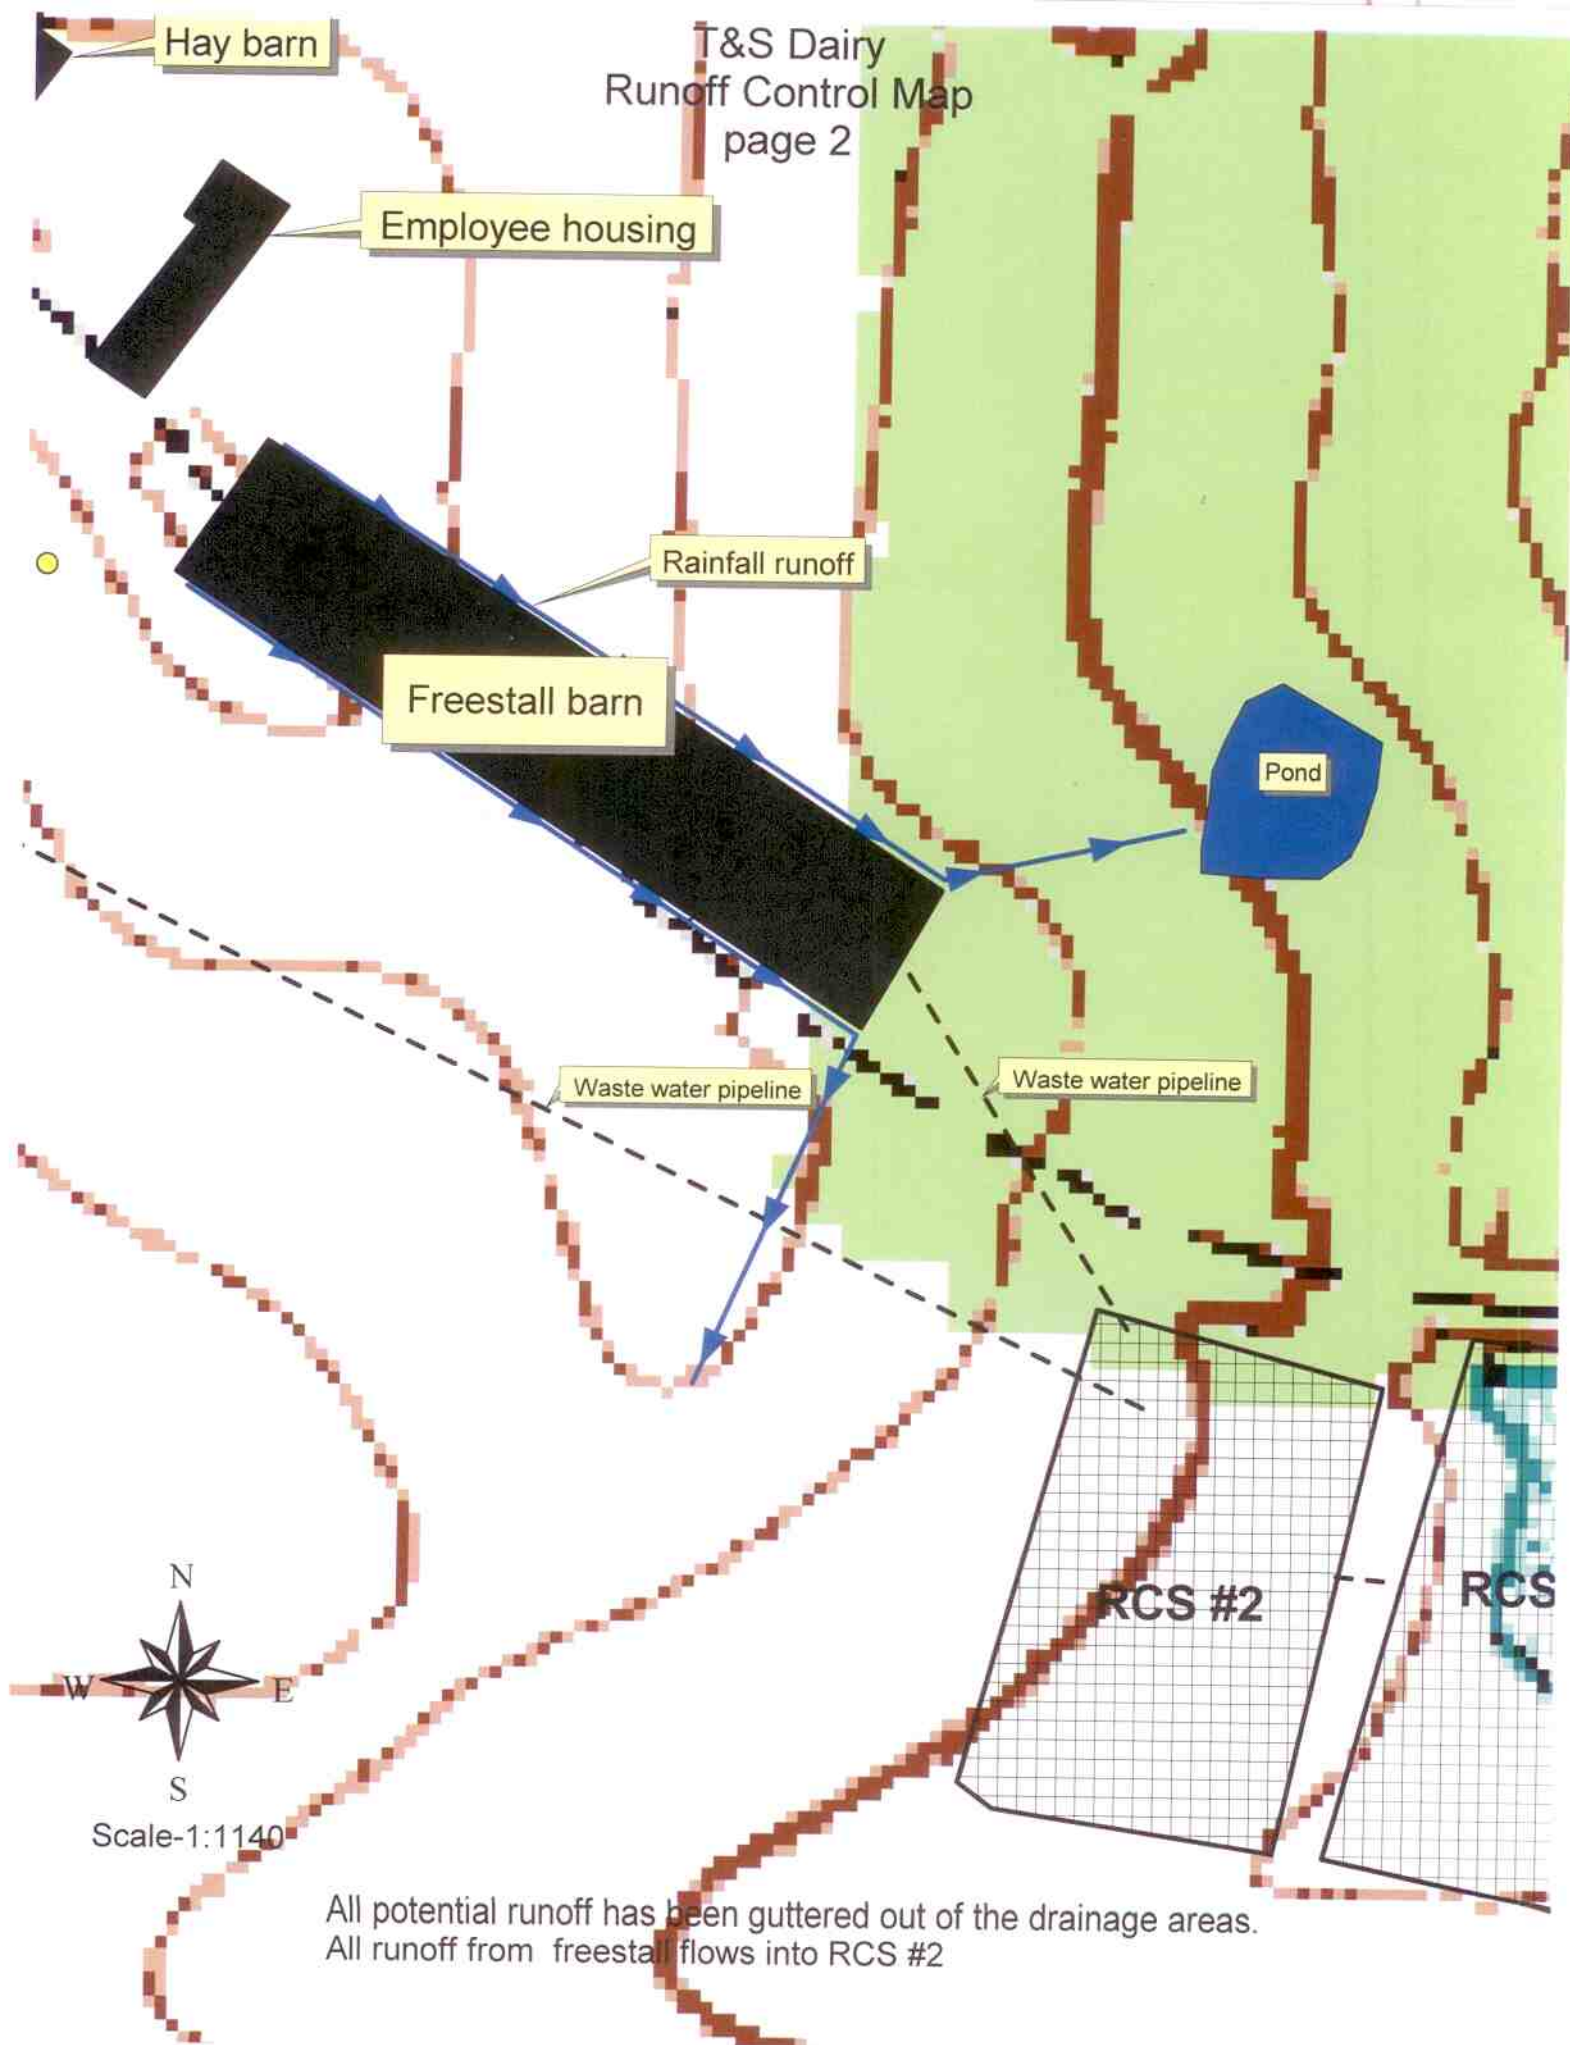 T&S Dairy
Runoff Control Map
page 2
Hay barn
Employee housing
Rainfall runoff
Freestall barn
Pond
Waste water pipeline
Waste water pipeline
RCS #2
RCS
N
W
E
S
Scale-1:1140
All potential runoff has been guttered out of the drainage areas.
All runoff from freestall flows into RCS #2